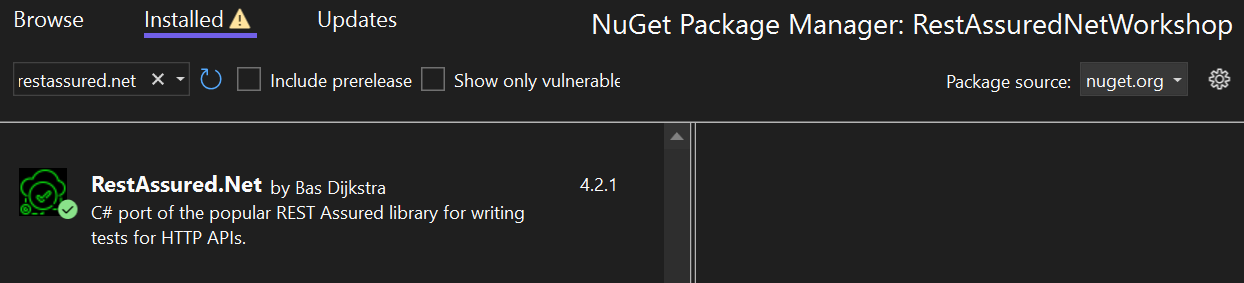 Browse Installed Updates NuGet Package Manager: RestAssuredNetWorkshop
restassured.net Include prerelease Show only vulnerable Package source: nuget.org
RestAssured.Net by Bas Dijkstra 4.2.1
C# port of the popular REST Assured library for writing
tests for HTTP APIs.